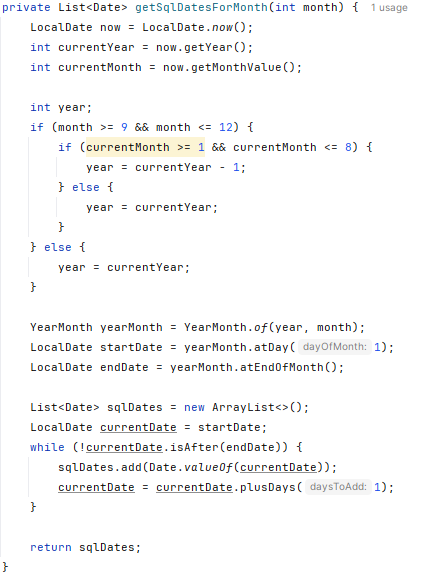 private List<Date> getSqlDatesForMonth(int month) { 1 usage
    LocalDate now = LocalDate.now();
    int currentYear = now.getYear();
    int currentMonth = now.getMonthValue();

    int year;
    if (month >= 9 && month <= 12) {
        if (currentMonth >= 1 && currentMonth <= 8) {
            year = currentYear - 1;
        } else {
            year = currentYear;
        }
    } else {
        year = currentYear;
    }

    YearMonth yearMonth = YearMonth.of(year, month);
    LocalDate startDate = yearMonth.atDay( dayOfMonth: 1);
    LocalDate endDate = yearMonth.atEndOfMonth();

    List<Date> sqlDates = new ArrayList<>();
    LocalDate currentDate = startDate;
    while (!currentDate.isAfter(endDate)) {
        sqlDates.add(Date.valueOf(currentDate));
        currentDate = currentDate.plusDays( daysToAdd: 1);
    }

    return sqlDates;
}